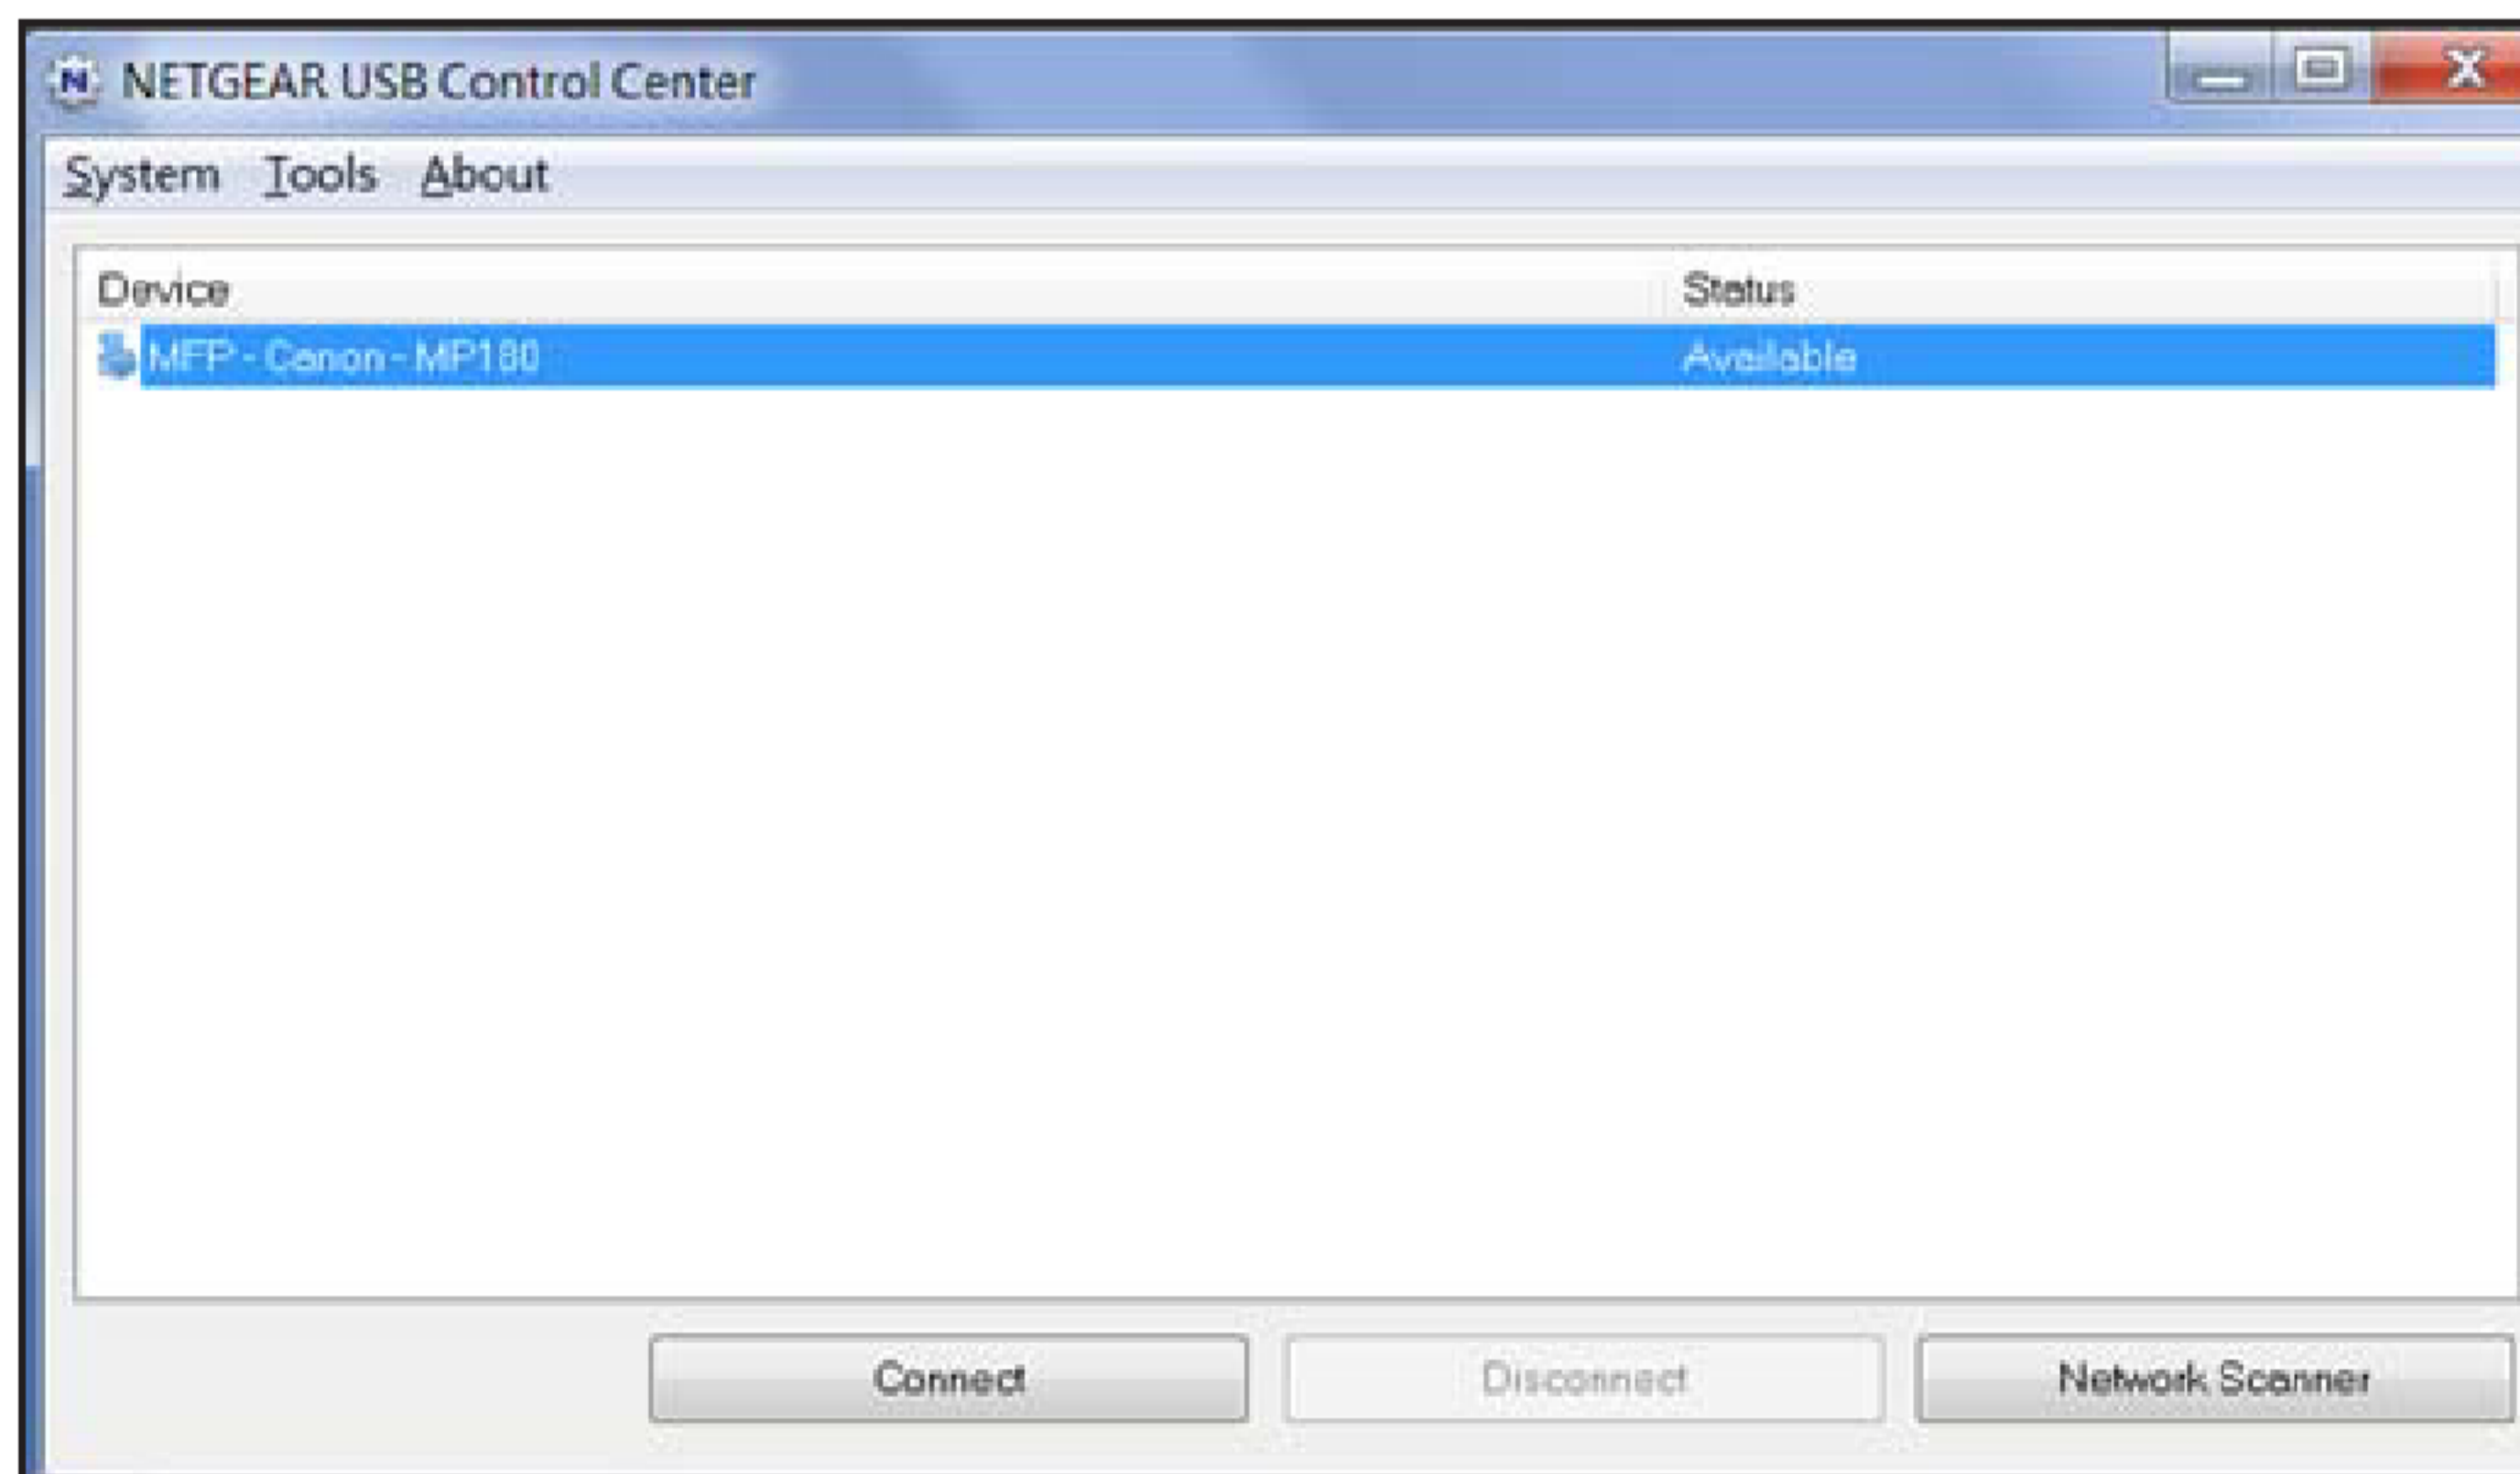 NETGEAR USB Control Center
System Tools About
Device Status
MFP - Canon - MP180 Available
Connect Disconnect Network Scanner